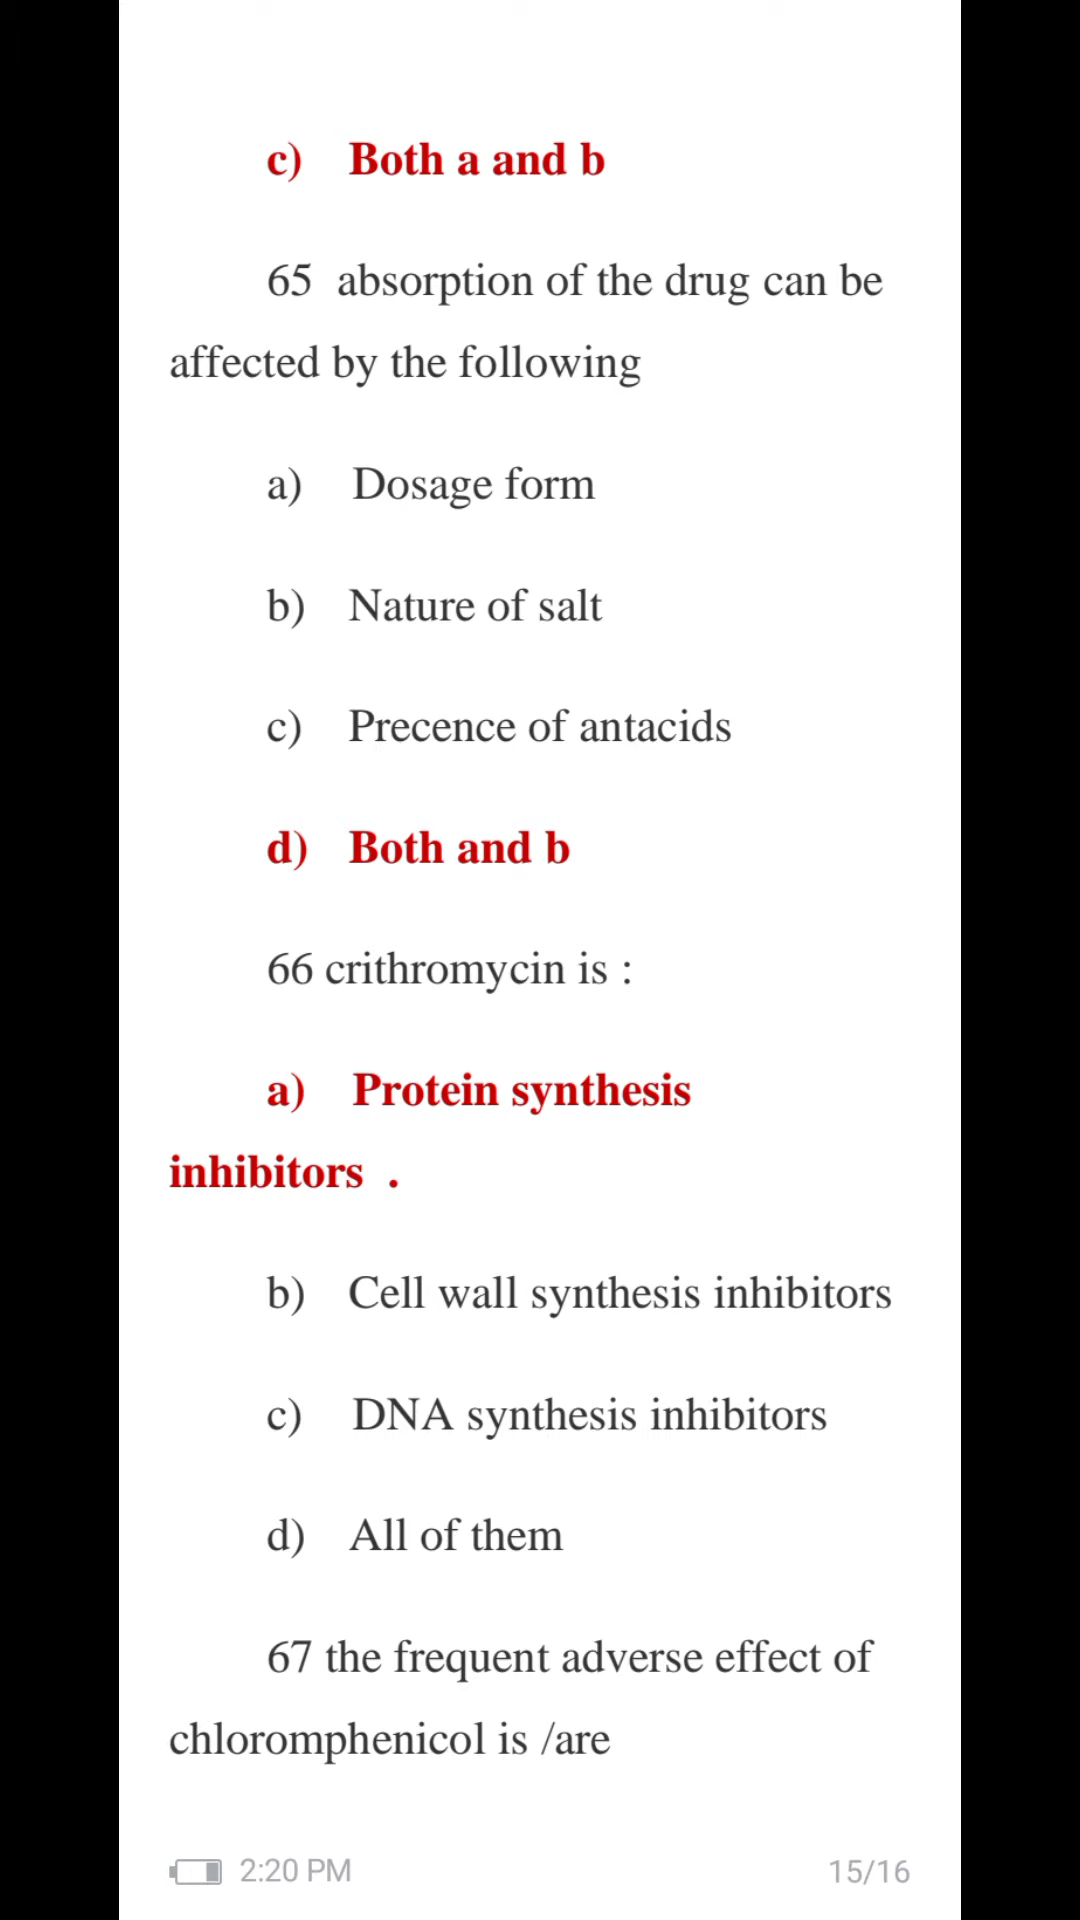 c) Both a and b
65 absorption of the drug can be
affected by the following
a) Dosage form
b) Nature of salt
c) Precence of antacids
d) Both and b
66 crithromycin is :
a) Protein synthesis
inhibitors .
b) Cell wall synthesis inhibitors
c) DNA synthesis inhibitors
d) All of them
67 the frequent adverse effect of
chloromphenicol is /are
2:20 PM 15/16